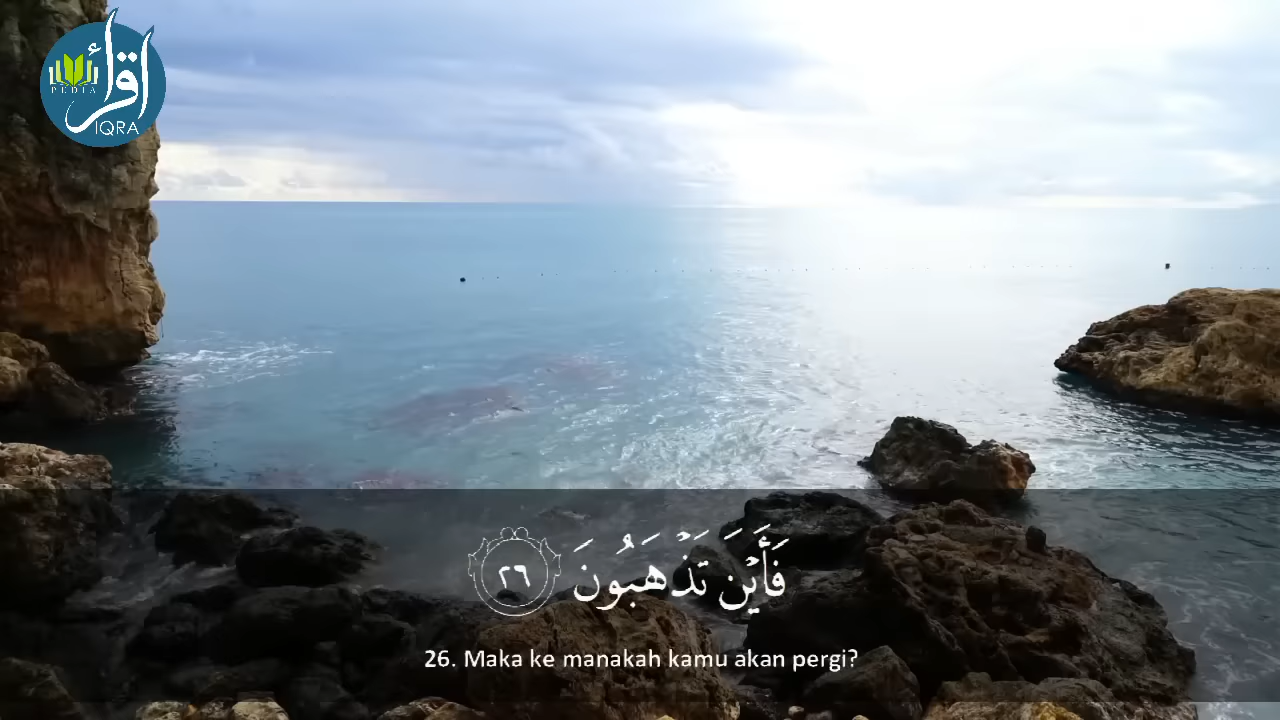 اقرأ
PEDIA
IQRA
فَأَيْنَ تَذْهَبُونَ ٢٦
26. Maka ke manakah kamu akan pergi?